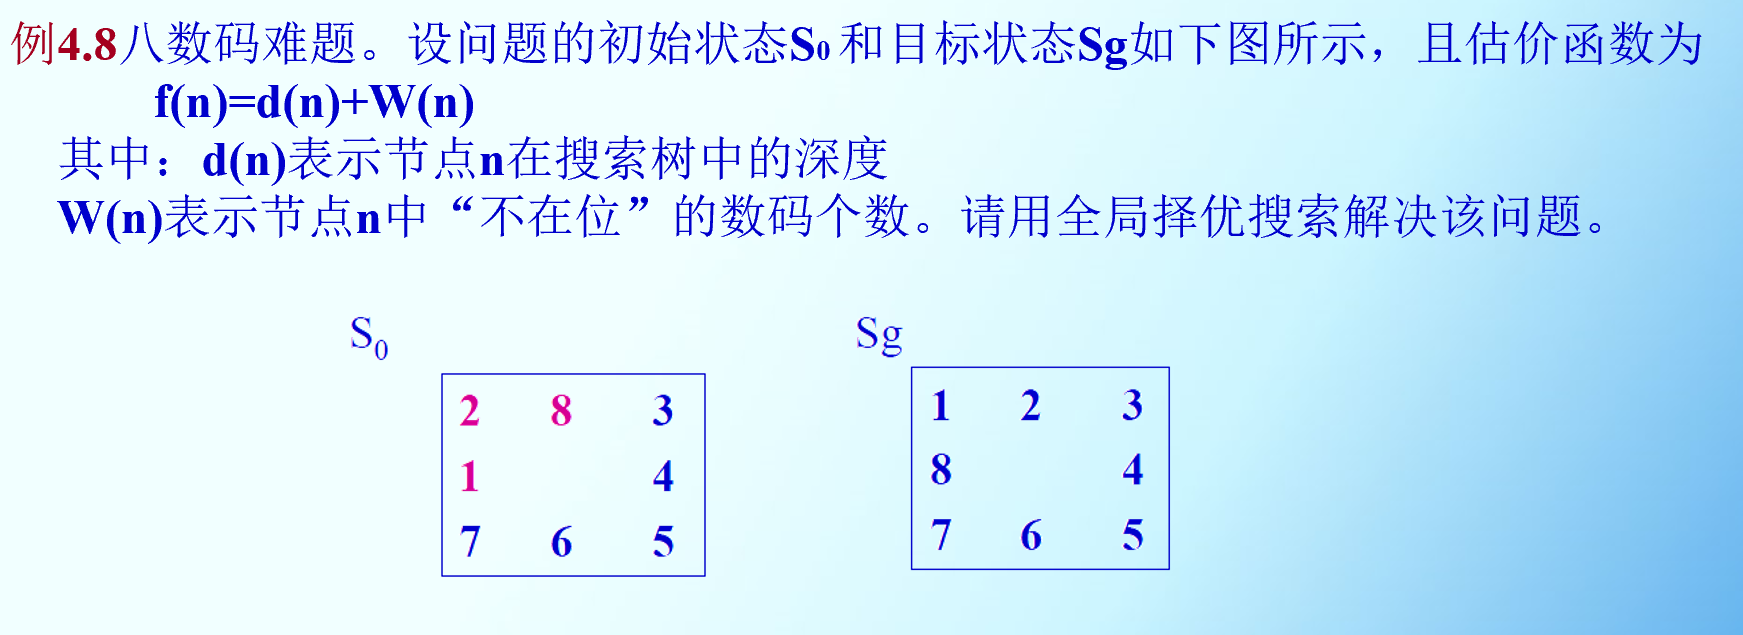 例4.8八数码难题。设问题的初始状态S0 和目标状态Sg如下图所示，且估价函数为
f(n)=d(n)+W(n)
其中：d(n)表示节点n在搜索树中的深度
W(n)表示节点n中“不在位”的数码个数。请用全局择优搜索解决该问题。
S0
2 8 3
1 4
7 6 5
Sg
1 2 3
8 4
7 6 5